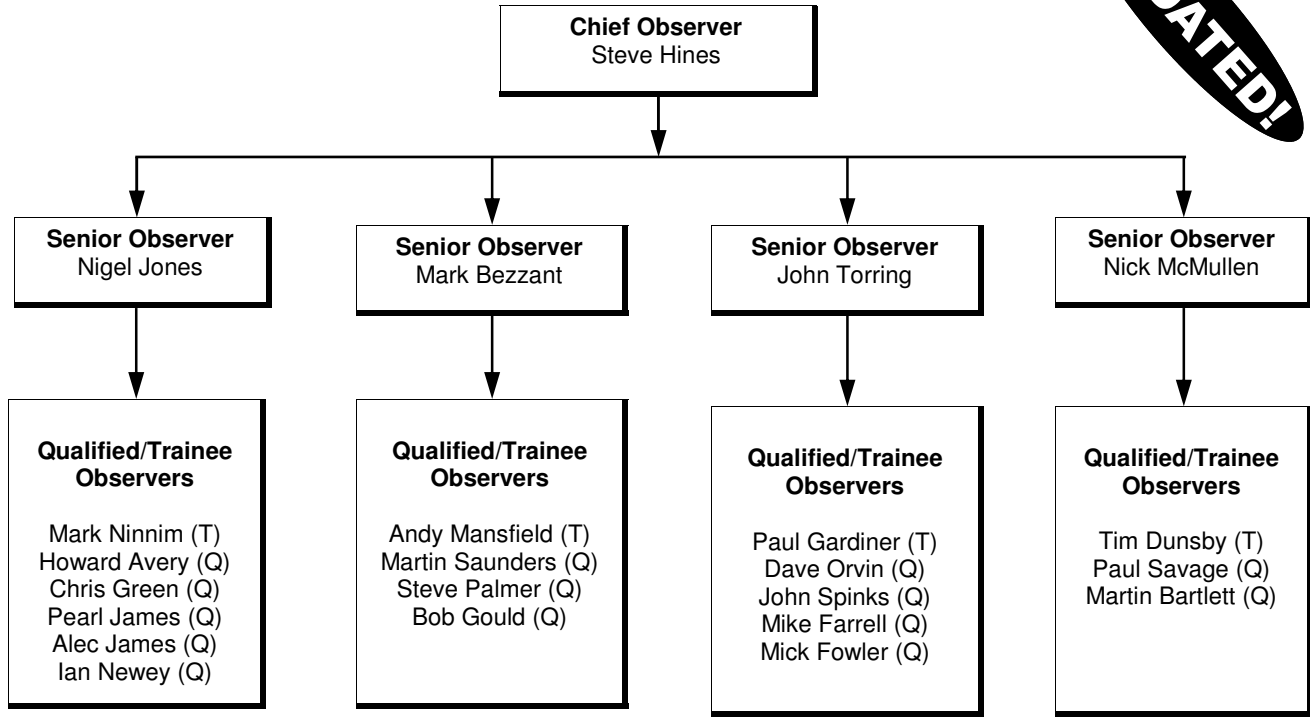 Chief Observer
Steve Hines
DATED!
Senior Observer
Nigel Jones
Senior Observer
Mark Bezzant
Senior Observer
John Torring
Senior Observer
Nick McMullen
Qualified/Trainee
Observers
Mark Ninnim (T)
Howard Avery (Q)
Chris Green (Q)
Pearl James (Q)
Alec James (Q)
Ian Newey (Q)
Qualified/Trainee
Observers
Andy Mansfield (T)
Martin Saunders (Q)
Steve Palmer (Q)
Bob Gould (Q)
Qualified/Trainee
Observers
Paul Gardiner (T)
Dave Orvin (Q)
John Spinks (Q)
Mike Farrell (Q)
Mick Fowler (Q)
Qualified/Trainee
Observers
Tim Dunsby (T)
Paul Savage (Q)
Martin Bartlett (Q)